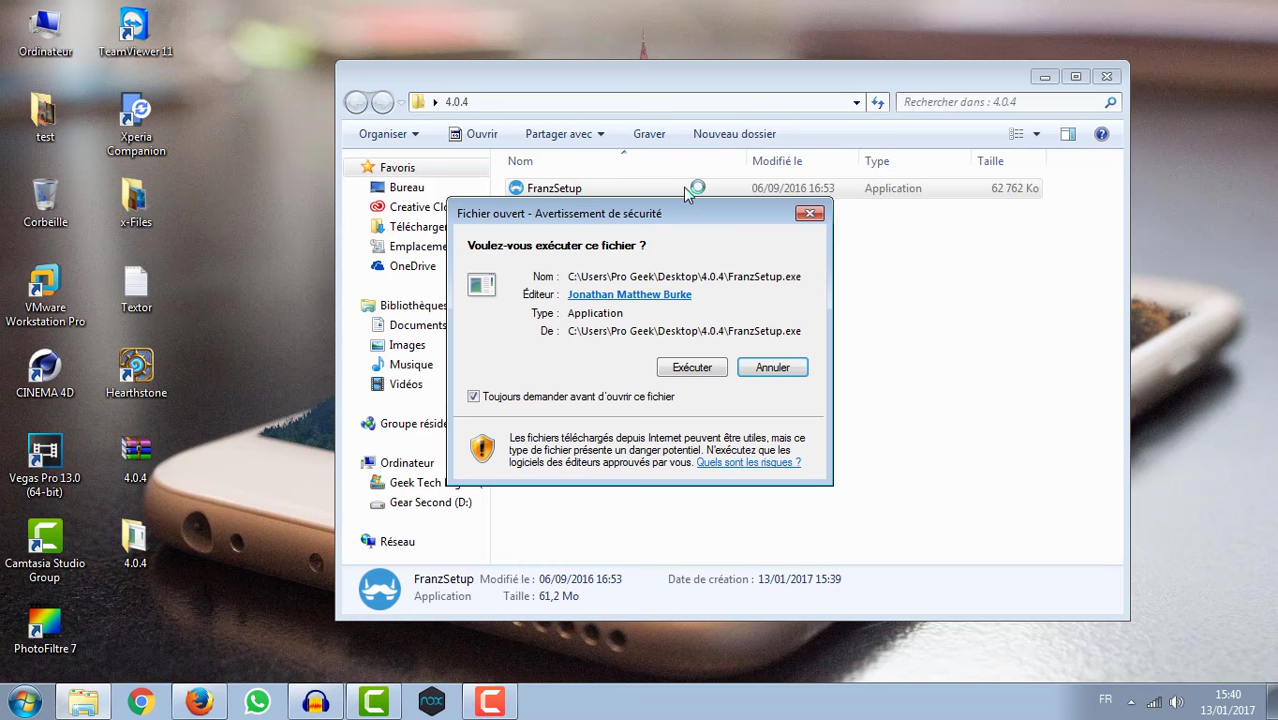 Ordinateur
TeamViewer 11
test
Xperia
Companion
Corbeille
x-Files
VMware
Workstation Pro
Textor
CINEMA 4D
Hearthstone
Vegas Pro 13.0
(64-bit)
4.0.4
Camtasia Studio
Group
4.0.4
PhotoFiltre 7
4.0.4
Rechercher dans : 4.0.4
Organiser
Ouvrir
Partager avec
Graver
Nouveau dossier
Favoris
Bureau
Creative Clo
Télécharger
Emplaceme
OneDrive
Bibliothèques
Documents
Images
Musique
Vidéos
Groupe réside
Ordinateur
Geek Tech
Gear Second (D:)
Réseau
Nom
Modifié le
Type
Taille
FranzSetup
06/09/2016 16:53
Application
62 762 Ko
Fichier ouvert - Avertissement de sécurité
Voulez-vous exécuter ce fichier ?
Nom : C:\Users\Pro Geek\Desktop\4.0.4\FranzSetup.exe
Éditeur : Jonathan Matthew Burke
Type : Application
De : C:\Users\Pro Geek\Desktop\4.0.4\FranzSetup.exe
Exécuter
Annuler
Toujours demander avant d'ouvrir ce fichier
Les fichiers téléchargés depuis Internet peuvent être utiles, mais ce
type de fichier présente un danger potentiel. N'exécutez que les
logiciels des éditeurs approuvés par vous. Quels sont les risques ?
FranzSetup Modifié le : 06/09/2016 16:53 Date de création : 13/01/2017 15:39
Application Taille : 61,2 Mo
nox
FR
15:40
13/01/2017